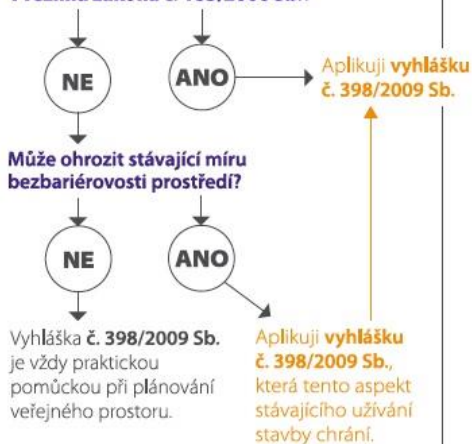 NE
ANO
Aplikuji vyhlášku
č. 398/2009 Sb.
Může ohrozit stávající míru
bezbariérovosti prostředí?
NE
ANO
Vyhláška č. 398/2009 Sb.
je vždy praktickou
pomůckou při plánování
veřejného prostoru.
Aplikuji vyhlášku
č. 398/2009 Sb.,
která tento aspekt
stávajícího užívání
stavby chrání.